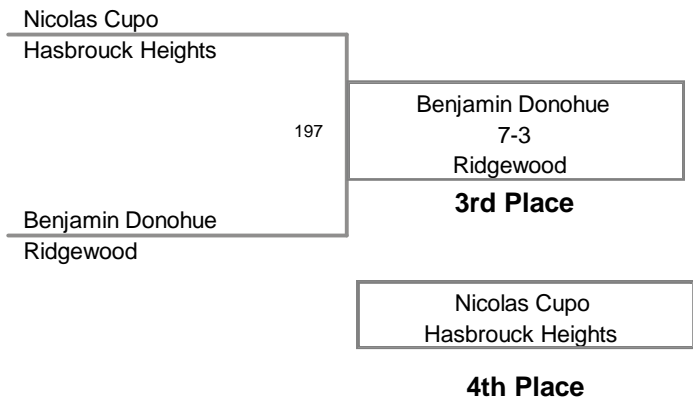 Nicolas Cupo
Hasbrouck Heights
197
Benjamin Donohue
7-3
Ridgewood
3rd Place
Benjamin Donohue
Ridgewood
Nicolas Cupo
Hasbrouck Heights
4th Place